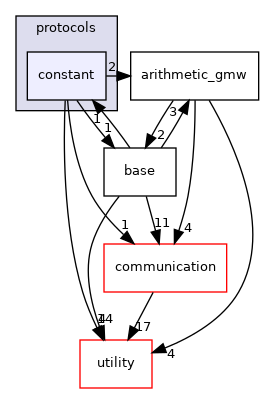 protocols
constant
2
arithmetic_gmw
1
1
3
2
base
1
11
4
communication
14
17
utility
4